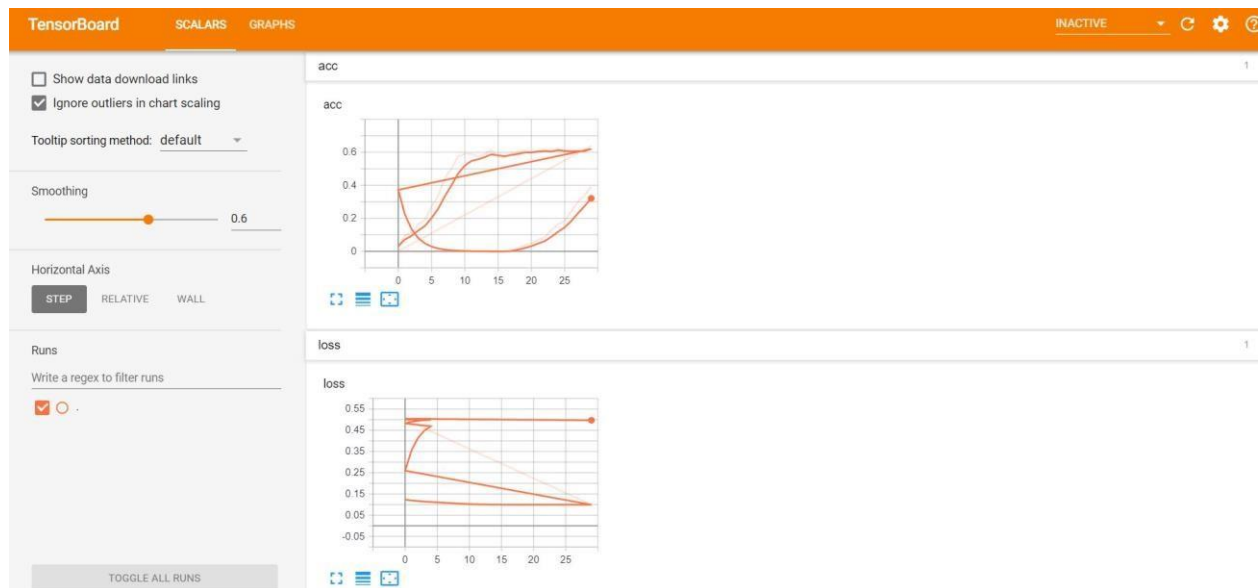 TensorBoard SCALARS GRAPHS INACTIVE
Show data download links
Ignore outliers in chart scaling
Tooltip sorting method: default
Smoothing
0.6
Horizontal Axis
STEP RELATIVE WALL
Runs
Write a regex to filter runs
.
TOGGLE ALL RUNS
acc 1
acc
0.6
0.4
0.2
0
0 5 10 15 20 25
loss 1
loss
0.55
0.45
0.35
0.25
0.15
0.05
-0.05
0 5 10 15 20 25